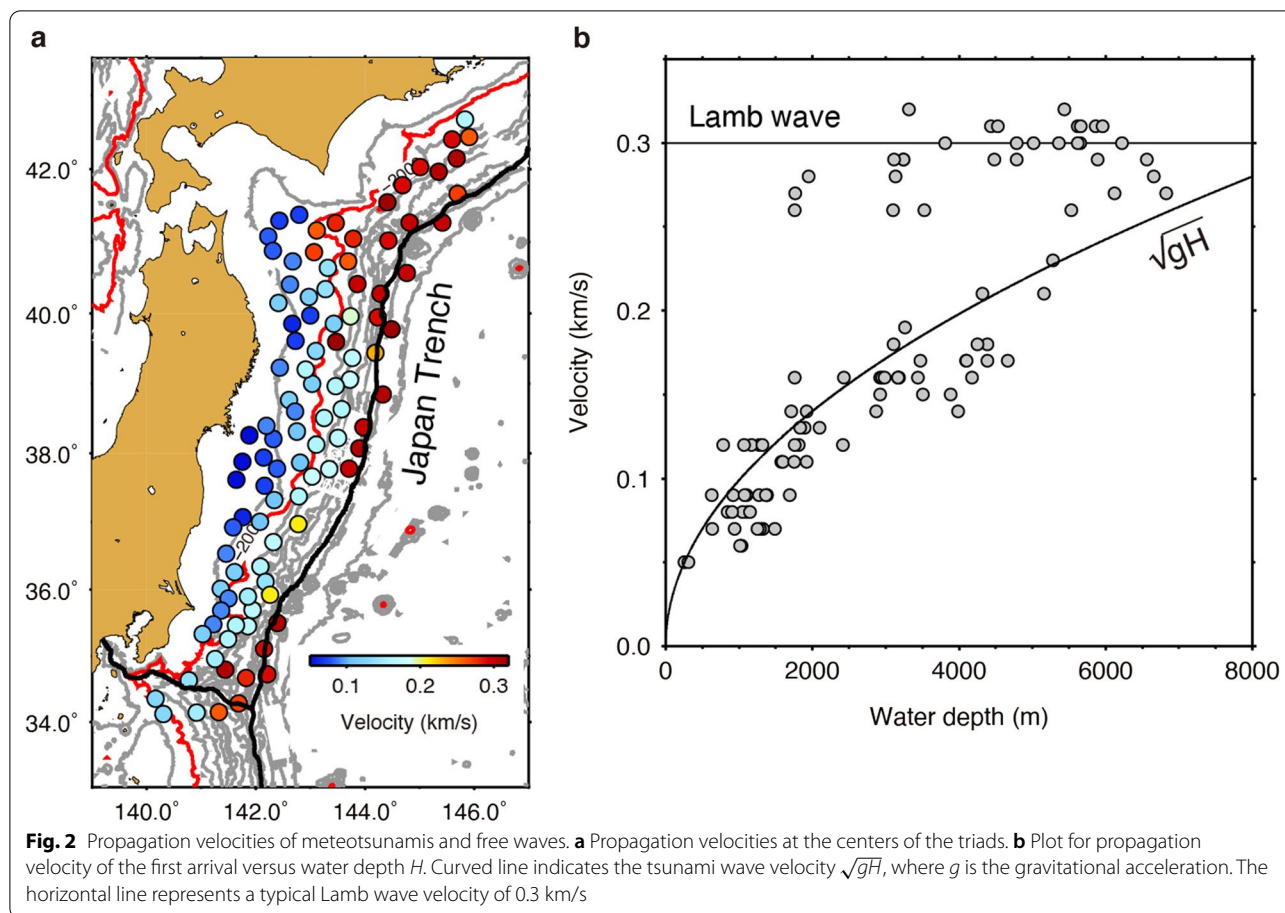 a
42.0°
40.0°
38.0°
36.0°
34.0°
140.0°
142.0°
144.0°
146.0°
−200
−200
Japan Trench
0.1
0.2
0.3
Velocity (km/s)
b
Lamb wave
√gH
Velocity (km/s)
0.3
0.2
0.1
0.0
0
2000
4000
6000
8000
Water depth (m)
Fig. 2 Propagation velocities of meteotsunamis and free waves. a Propagation velocities at the centers of the triads. b Plot for propagation
velocity of the first arrival versus water depth H. Curved line indicates the tsunami wave velocity √gH, where g is the gravitational acceleration. The
horizontal line represents a typical Lamb wave velocity of 0.3 km/s